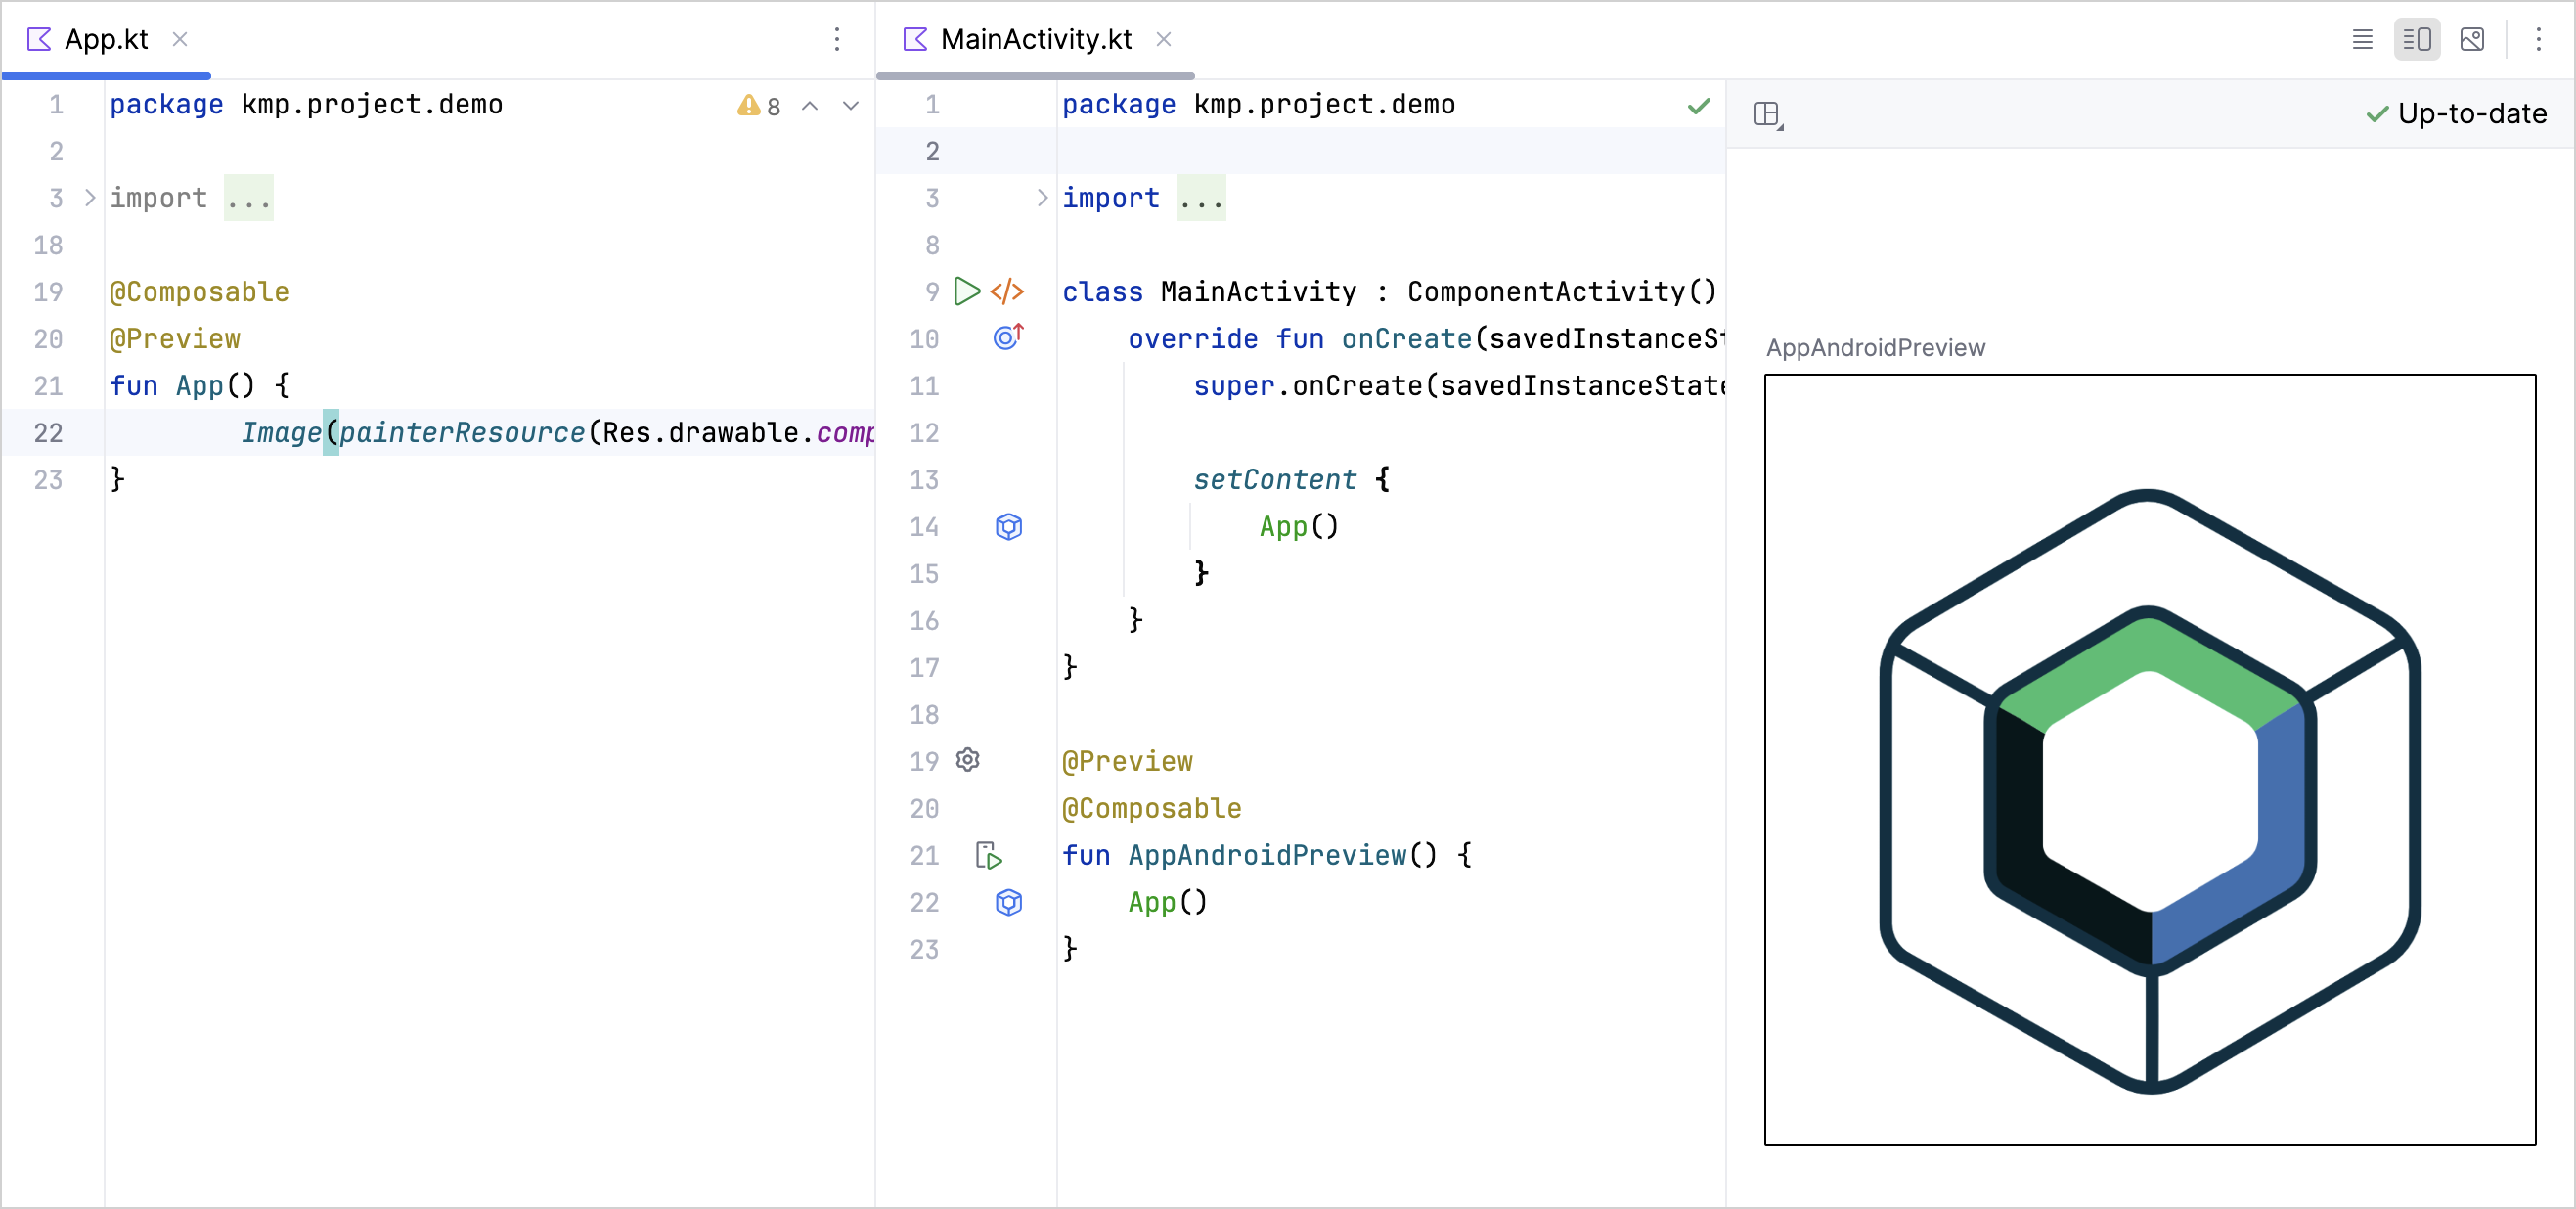 App.kt
1 package kmp.project.demo 8
2
3 import ...
18
19 @Composable
20 @Preview
21 fun App() {
22 Image(painterResource(Res.drawable.comp
23 }
MainActivity.kt
1 package kmp.project.demo
2
3 import ...
8
9 class MainActivity : ComponentActivity()
10 override fun onCreate(savedInstanceSt
11 super.onCreate(savedInstanceState
12
13 setContent {
14 App()
15 }
16 }
17 }
18
19 @Preview
20 @Composable
21 fun AppAndroidPreview() {
22 App()
23 }
Up-to-date
AppAndroidPreview